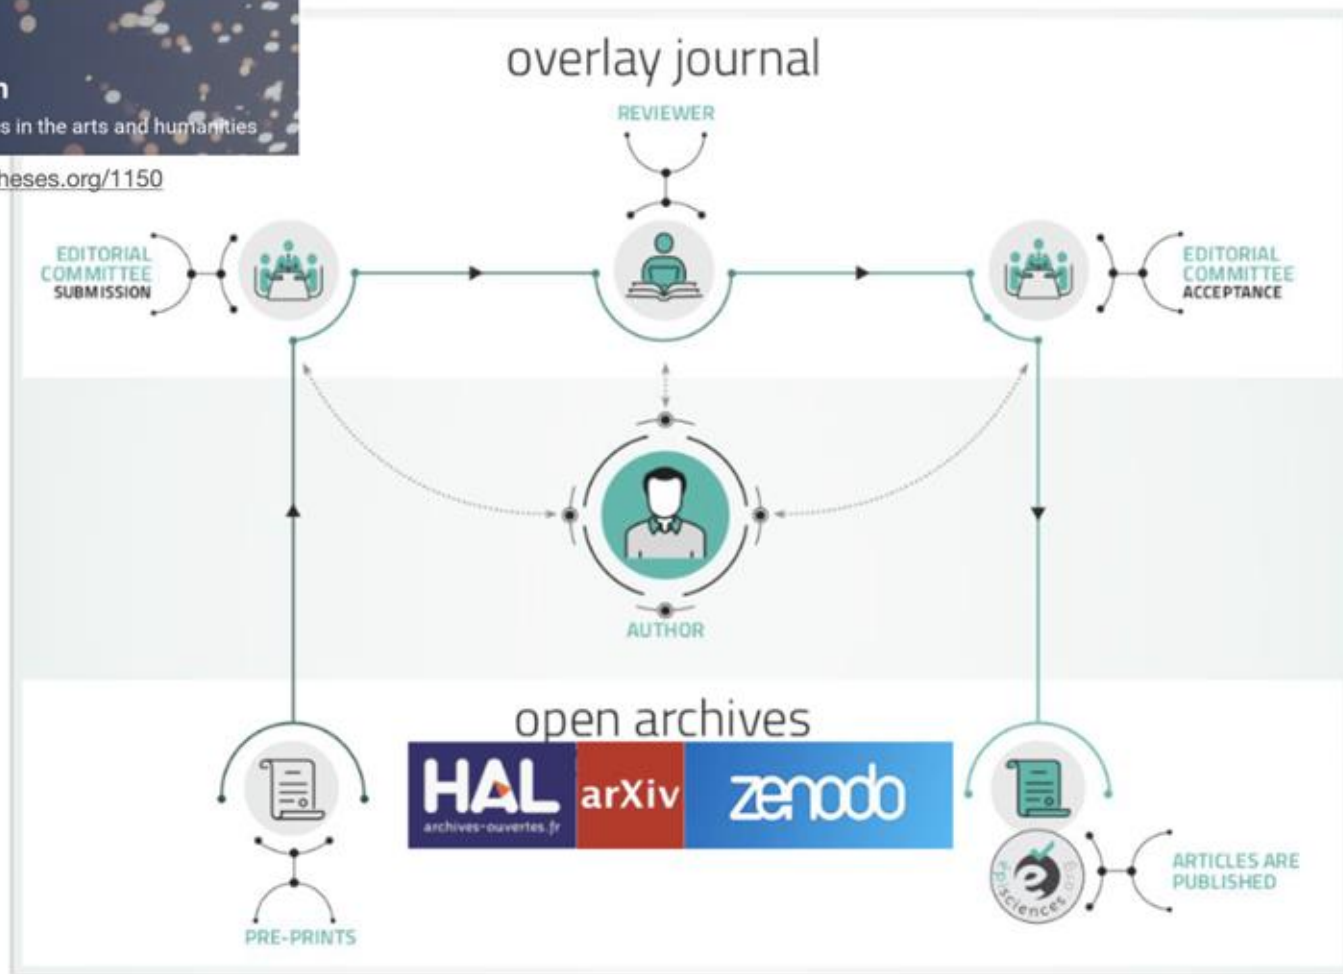 s in the arts and humanities
heses.org/1150
overlay journal
REVIEWER
EDITORIAL
COMMITTEE
SUBMISSION
EDITORIAL
COMMITTEE
ACCEPTANCE
AUTHOR
open archives
HAL
archives-ouvertes.fr
arXiv
zenodo
PRE-PRINTS
episciences.org
ARTICLES ARE
PUBLISHED